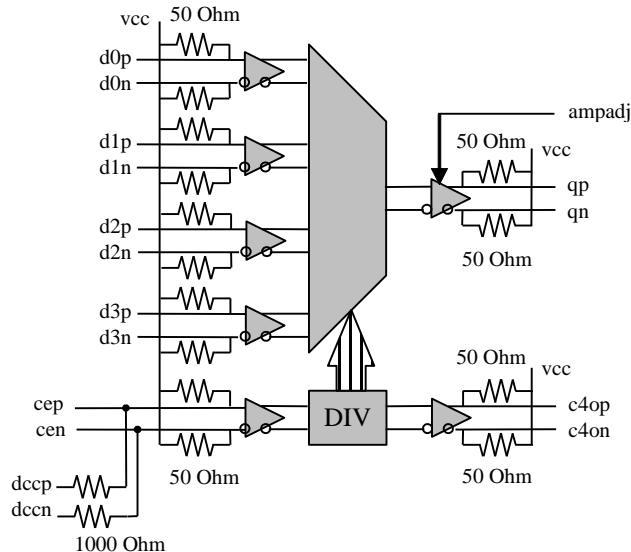 50 Ohm
vcc
d0p
d0n
d1p
d1n
d2p
d2n
d3p
d3n
cep
cen
50 Ohm
dccp
dccn
1000 Ohm
DIV
ampadj
50 Ohm
vcc
qp
qn
50 Ohm
50 Ohm
vcc
c4op
c4on
50 Ohm